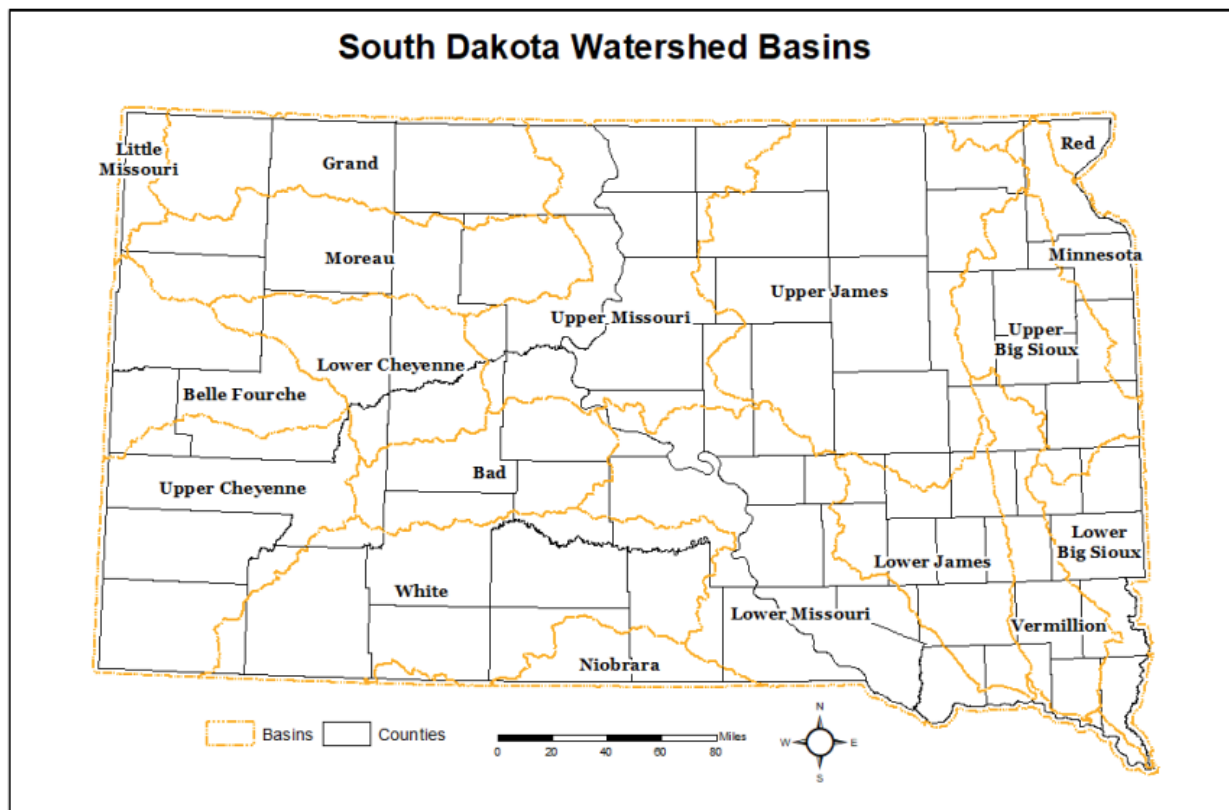 South Dakota Watershed Basins
Little
Missouri
Grand
Red
Moreau
Minnesota
Upper James
Upper Missouri
Upper
Big Sioux
Lower Cheyenne
Belle Fourche
Bad
Upper Cheyenne
Lower
Big Sioux
Lower James
White
Lower Missouri
Vermillion
Niobrara
Basins
Counties
Miles
0 20 40 60 80
N
W E
S